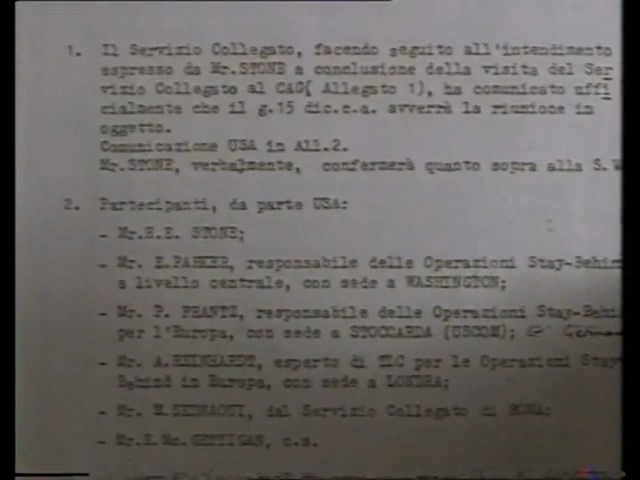 1. Il Servizio Collegato, facendo seguito all'intendimento
espresso da Mr.STONE a conclusione della visita del Ser
vizio Collegato al CAG( Allegato 1), ha comunicato uffi
cialmente che il g.15 dic.c.a. avverrà la riunione in
oggetto.
Comunicazione USA in All.2.
Mr.STONE, verbalmente, confermerà quanto sopra alla S.V
2. Partecipanti, da parte USA:
- Mr.H.E. STONE;
- Mr. E.PARKER, responsabile delle Operazioni Stay-Behin
a livello centrale, con sede a WASHINGTON;
- Mr. P. FRANTZ, responsabile delle Operazioni Stay-Behi
per l'Europa, con sede a STOCCARDA (USCOM);
- Mr. A.REINHARDT, esperto di TLC per le Operazioni Stay
Behind in Europa, con sede a LONDRA;
- Mr. M.SEDNAOUI, dal Servizio Collegato di ROMA;
- Mr.E.Mc.GETTIGAN, c.s.